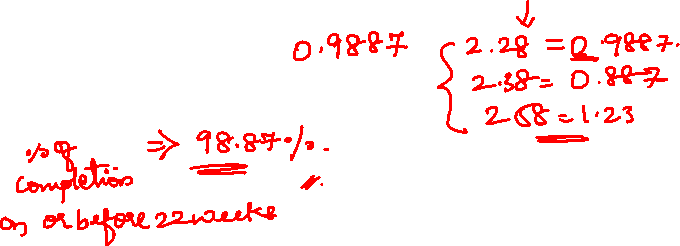 0.9887
2.28 = 0.9887.
2.38 = 0.887
2.68 = 1.23
% of completion ⇒ 98.87%.
on or before 22 weeks